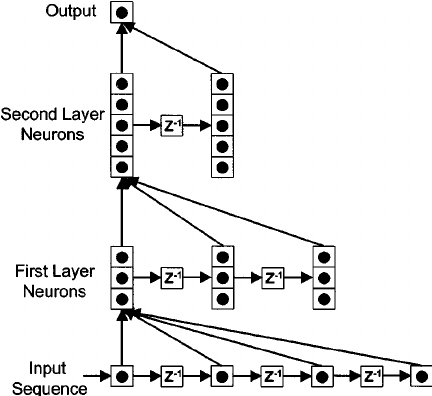 Output
Second Layer
Neurons
Z-1
First Layer
Neurons
Z-1
Z-1
Input
Sequence
Z-1
Z-1
Z-1